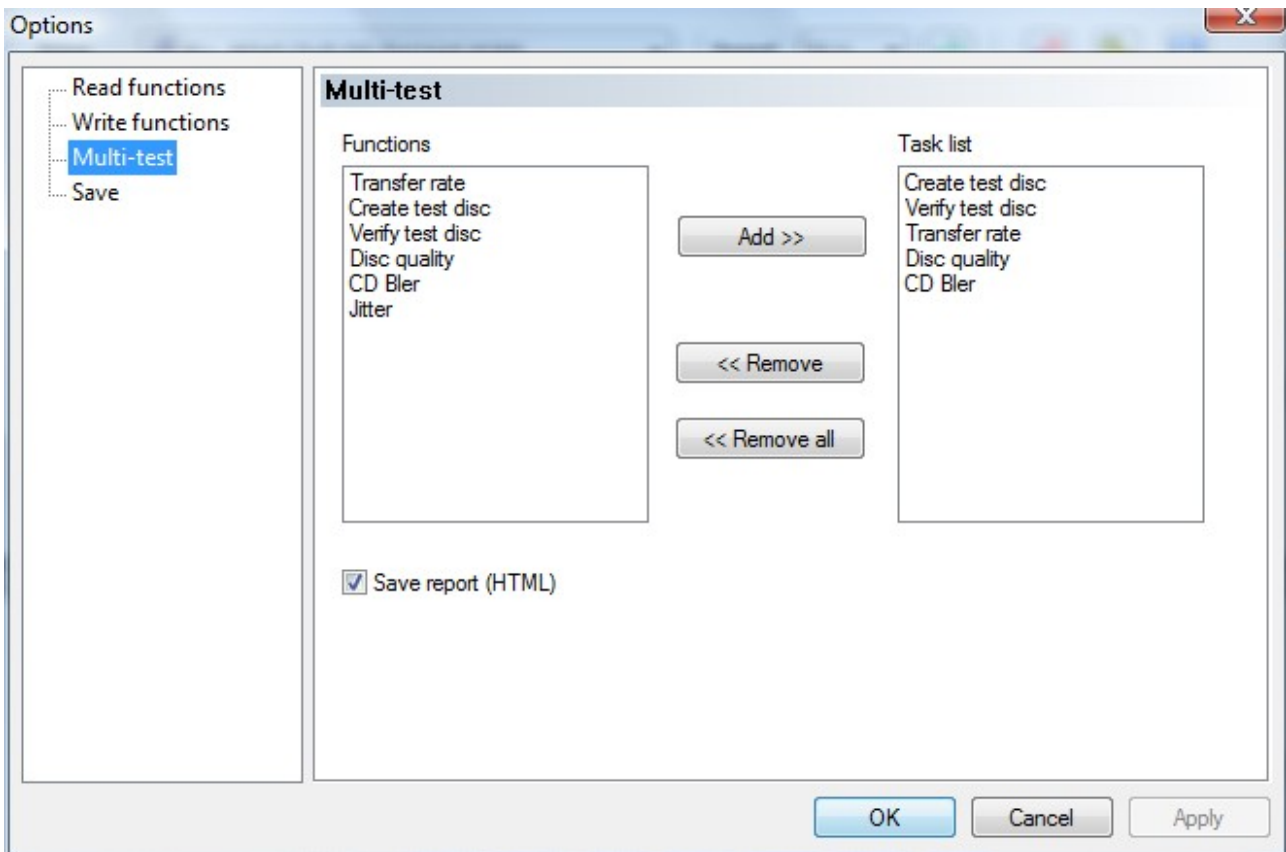 Options
Read functions
Write functions
Multi-test
Save
Multi-test
Functions
Transfer rate
Create test disc
Verify test disc
Disc quality
CD Bler
Jitter
Add >>
<< Remove
<< Remove all
Task list
Create test disc
Verify test disc
Transfer rate
Disc quality
CD Bler
Save report (HTML)
OK
Cancel
Apply